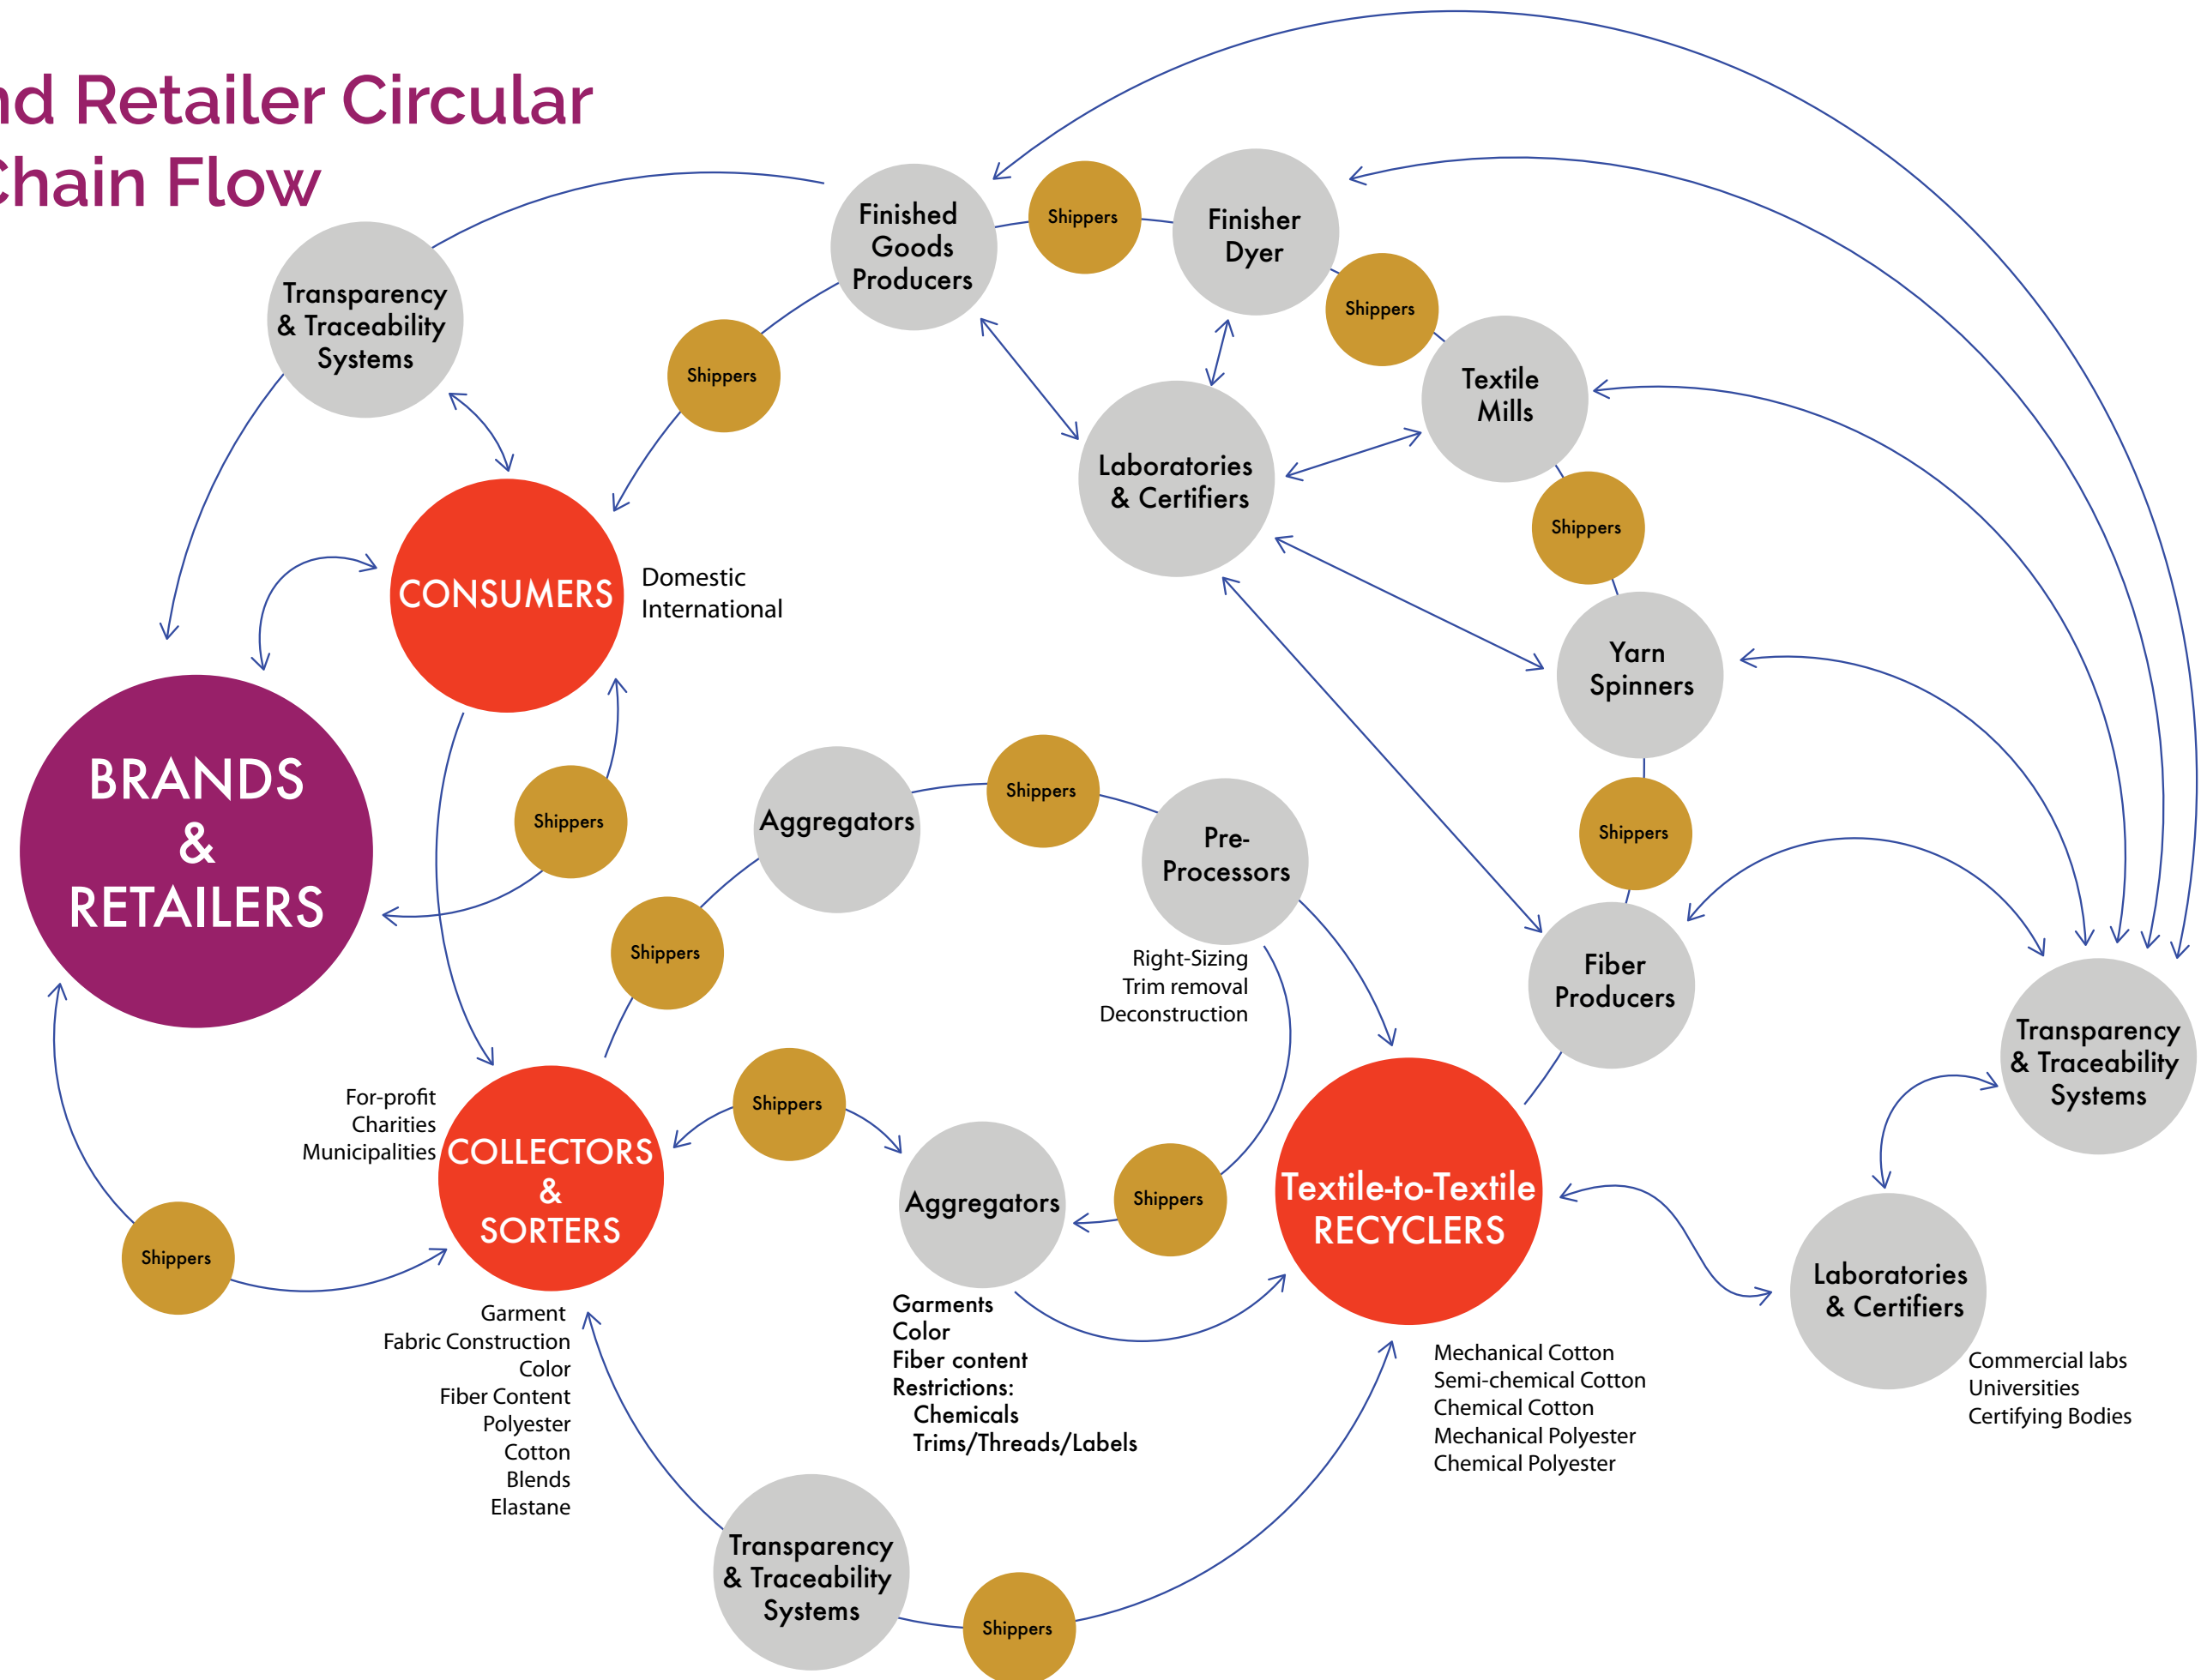 nd Retailer Circular
Chain Flow
Finished
Goods
Producers
Shippers
Finisher
Dyer
Shippers
Transparency
& Traceability
Systems
Shippers
Textile
Mills
Laboratories
& Certifiers
Shippers
CONSUMERS
Domestic
International
Yarn
Spinners
BRANDS
&
RETAILERS
Shippers
Aggregators
Shippers
Pre-
Processors
Right-Sizing
Trim removal
Deconstruction
Shippers
Shippers
Fiber
Producers
Transparency
& Traceability
Systems
For-profit
Charities
Municipalities
COLLECTORS
&
SORTERS
Shippers
Aggregators
Shippers
Textile-to-Textile
RECYCLERS
Shippers
Laboratories
& Certifiers
Commercial labs
Universities
Certifying Bodies
Garment
Fabric Construction
Color
Fiber Content
Polyester
Cotton
Blends
Elastane
Garments
Color
Fiber content
Restrictions:
Chemicals
Trims/Threads/Labels
Mechanical Cotton
Semi-chemical Cotton
Chemical Cotton
Mechanical Polyester
Chemical Polyester
Transparency
& Traceability
Systems
Shippers